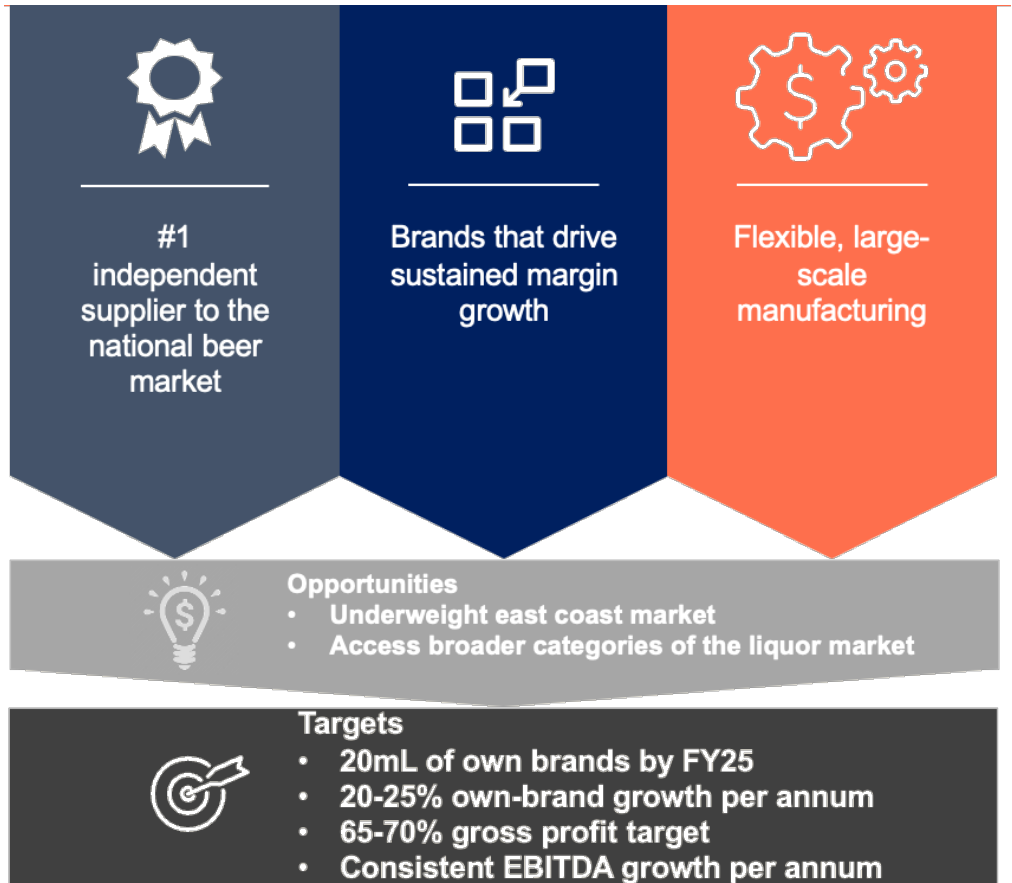 #1
independent
supplier to the
national beer
market
Brands that drive
sustained margin
growth
Flexible, large-
scale
manufacturing
Opportunities
• Underweight east coast market
• Access broader categories of the liquor market
Targets
• 20mL of own brands by FY25
• 20-25% own-brand growth per annum
• 65-70% gross profit target
• Consistent EBITDA growth per annum
$
$